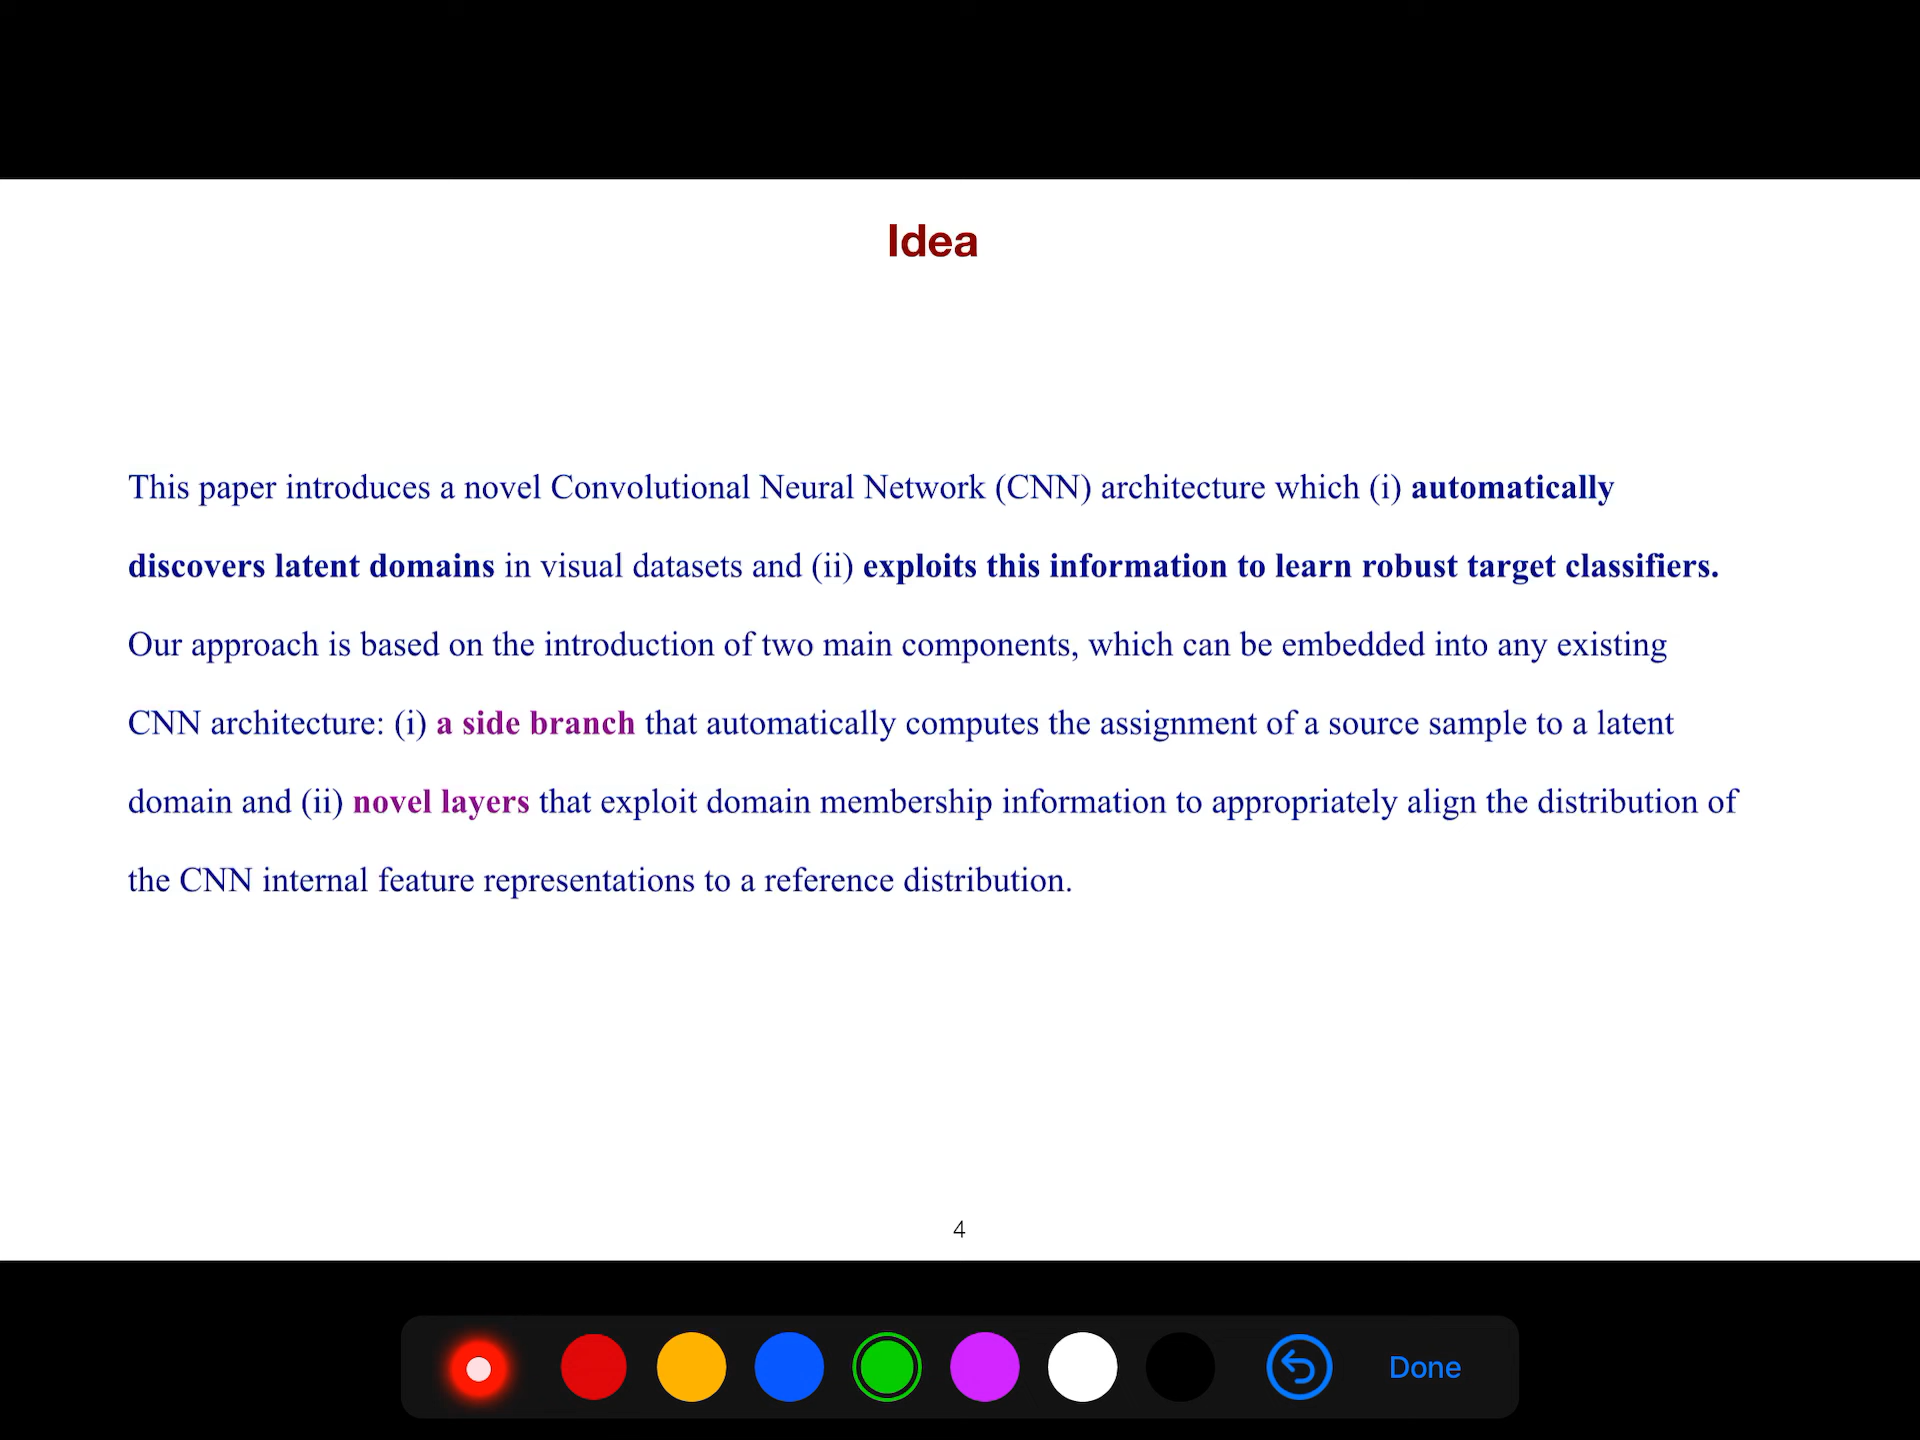 Idea
This paper introduces a novel Convolutional Neural Network (CNN) architecture which (i) automatically
discovers latent domains in visual datasets and (ii) exploits this information to learn robust target classifiers.
Our approach is based on the introduction of two main components, which can be embedded into any existing
CNN architecture: (i) a side branch that automatically computes the assignment of a source sample to a latent
domain and (ii) novel layers that exploit domain membership information to appropriately align the distribution of
the CNN internal feature representations to a reference distribution.
4
Done